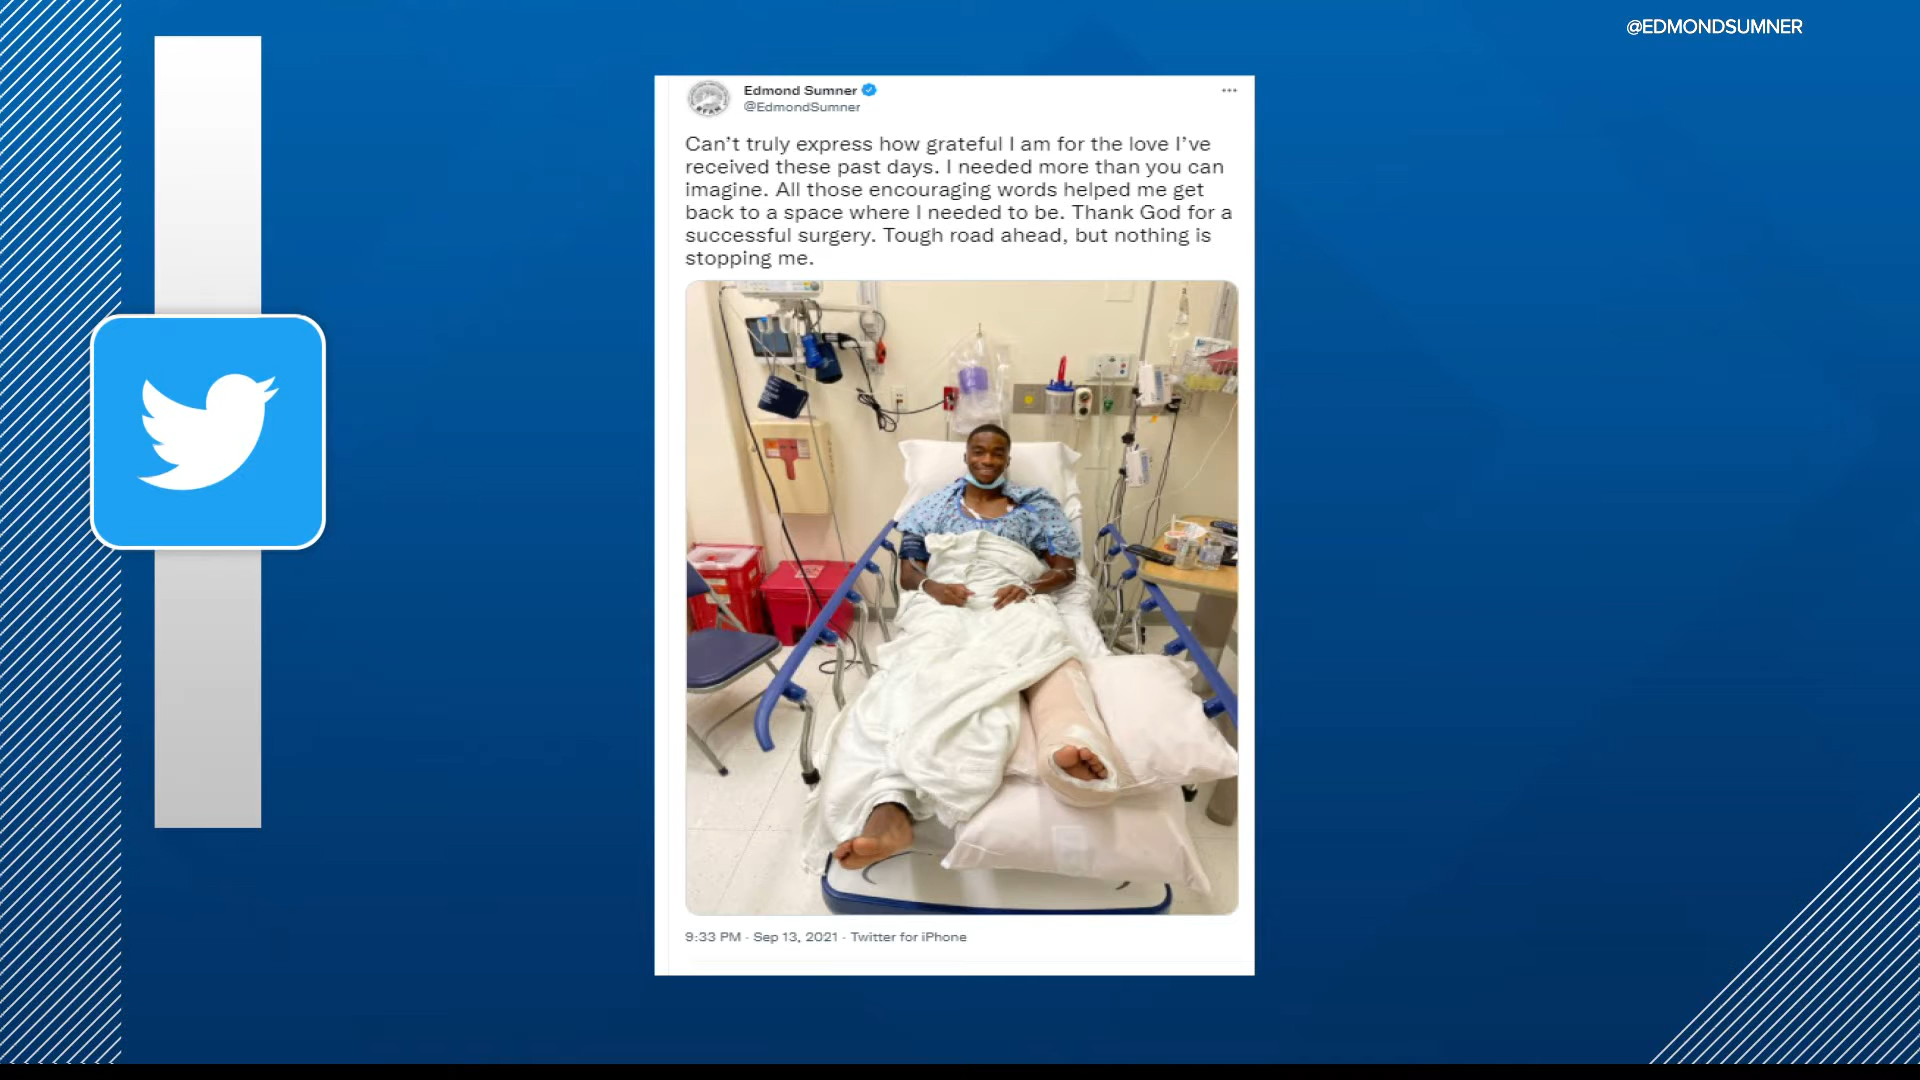 @EDMONDSUMNER
Edmond Sumner
@EdmondSumner
Can't truly express how grateful I am for the love I've
received these past days. I needed more than you can
imagine. All those encouraging words helped me get
back to a space where I needed to be. Thank God for a
successful surgery. Tough road ahead, but nothing is
stopping me.
9:33 PM · Sep 13, 2021 · Twitter for iPhone